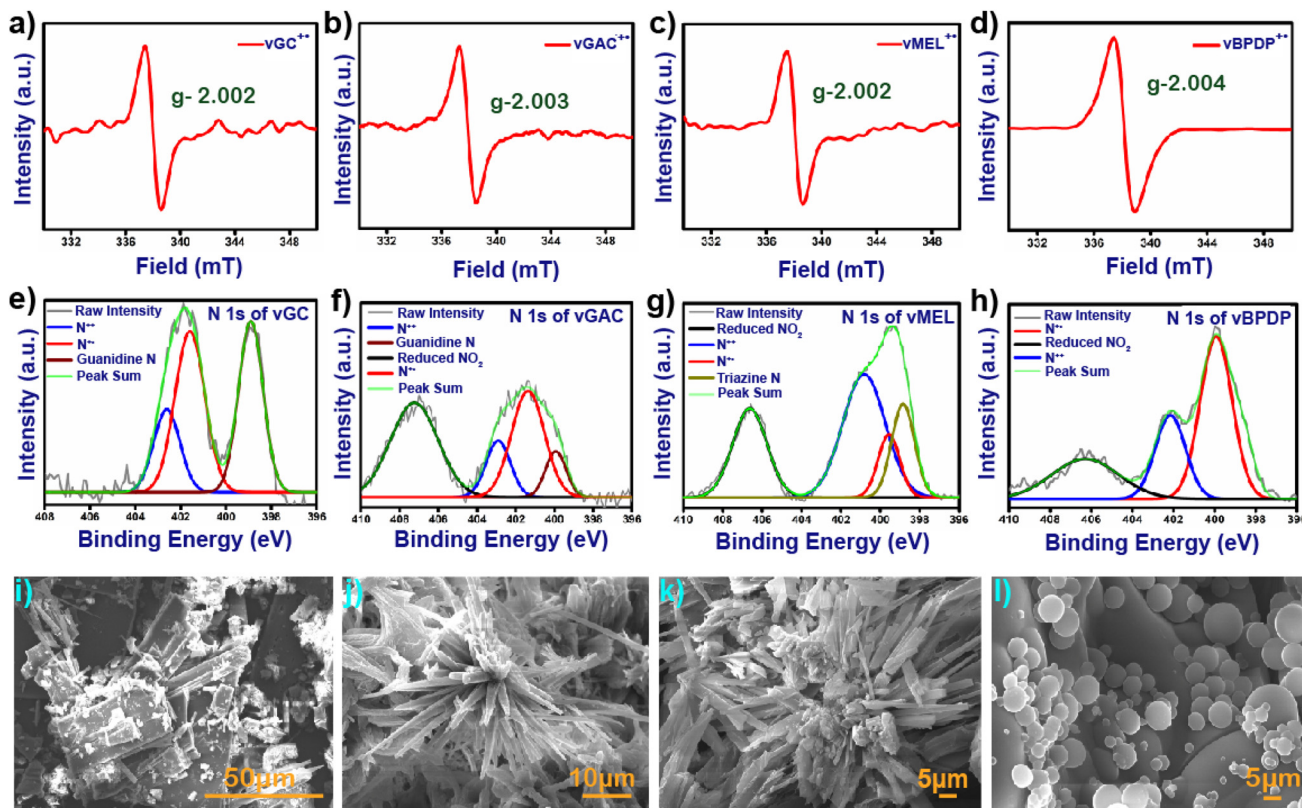 a)
vGC⁺•
g- 2.002
Intensity (a.u.)
332 336 340 344 348
Field (mT)
b)
vGAC⁺•
g-2.003
Intensity (a.u.)
332 336 340 344 348
Field (mT)
c)
vMEL⁺•
g-2.002
Intensity (a.u.)
332 336 340 344 348
Field (mT)
d)
vBPDP⁺•
g-2.004
Intensity (a.u.)
332 336 340 344 348
Field (mT)
e)
N 1s of vGC
Raw Intensity
N⁺⁺
N⁺•
Guanidine N
Peak Sum
Intensity (a.u.)
408 406 404 402 400 398 396
Binding Energy (eV)
f)
N 1s of vGAC
Raw Intensity
N⁺⁺
Guanidine N
Reduced NO₂
N⁺•
Peak Sum
Intensity (a.u.)
410 408 406 404 402 400 398 396
Binding Energy (eV)
g)
N 1s of vMEL
Raw Intensity
Reduced NO₂
N⁺⁺
N⁺•
Triazine N
Peak Sum
Intensity (a.u.)
410 408 406 404 402 400 398 396
Binding Energy (eV)
h)
N 1s of vBPDP
Raw Intensity
N⁺•
Reduced NO₂
N⁺⁺
Peak Sum
Intensity (a.u.)
410 408 406 404 402 400 398 396
Binding Energy (eV)
i)
50µm
j)
10µm
k)
5µm
l)
5µm